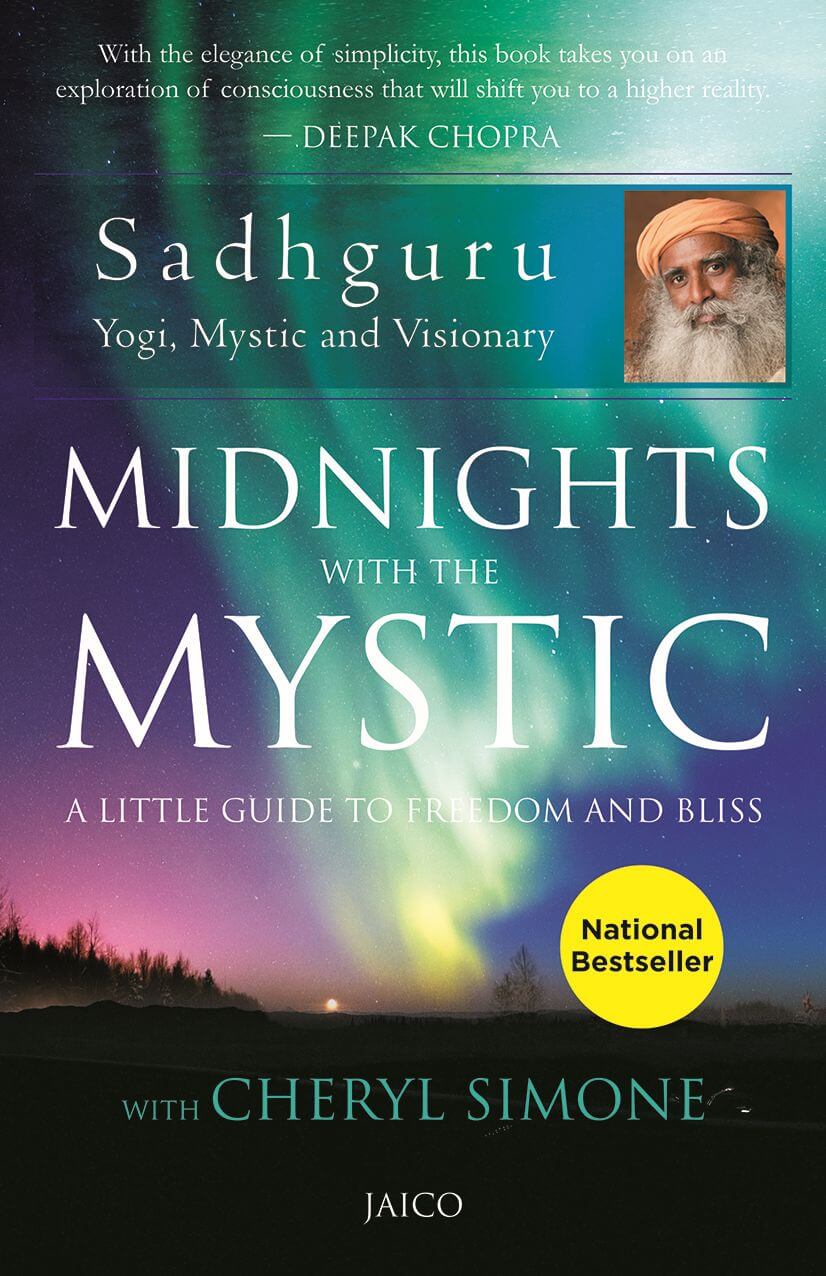 With the elegance of simplicity, this book takes you on an
exploration of consciousness that will shift you to a higher reality.
— DEEPAK CHOPRA
Sadhguru
Yogi, Mystic and Visionary
MIDNIGHTS
WITH THE
MYSTIC
A LITTLE GUIDE TO FREEDOM AND BLISS
National
Bestseller
WITH CHERYL SIMONE
JAICO